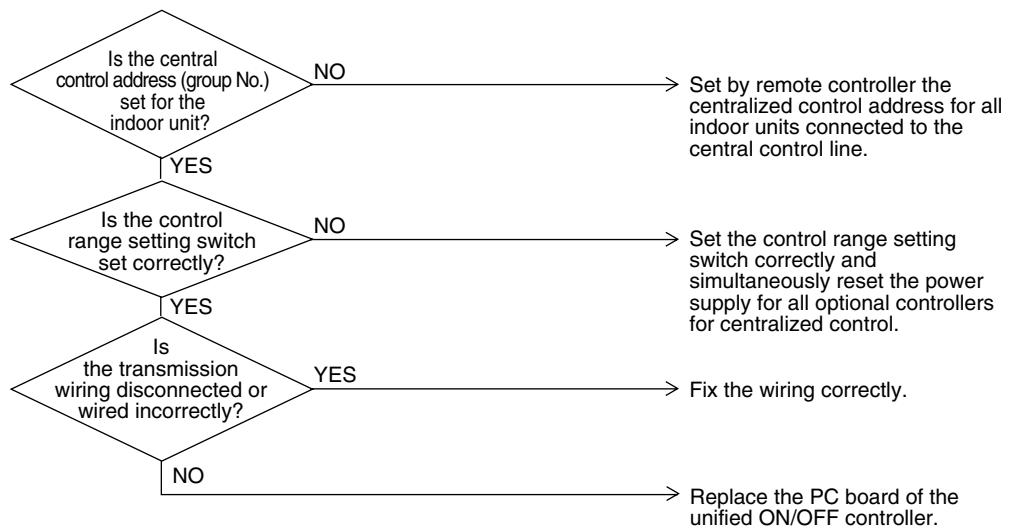 Is the central
control address (group No.)
set for the
indoor unit?
NO
Set by remote controller the
centralized control address for all
indoor units connected to the
central control line.
YES
Is the control
range setting switch
set correctly?
NO
Set the control range setting
switch correctly and
simultaneously reset the power
supply for all optional controllers
for centralized control.
YES
Is
the transmission
wiring disconnected or
wired incorrectly?
YES
Fix the wiring correctly.
NO
Replace the PC board of the
unified ON/OFF controller.